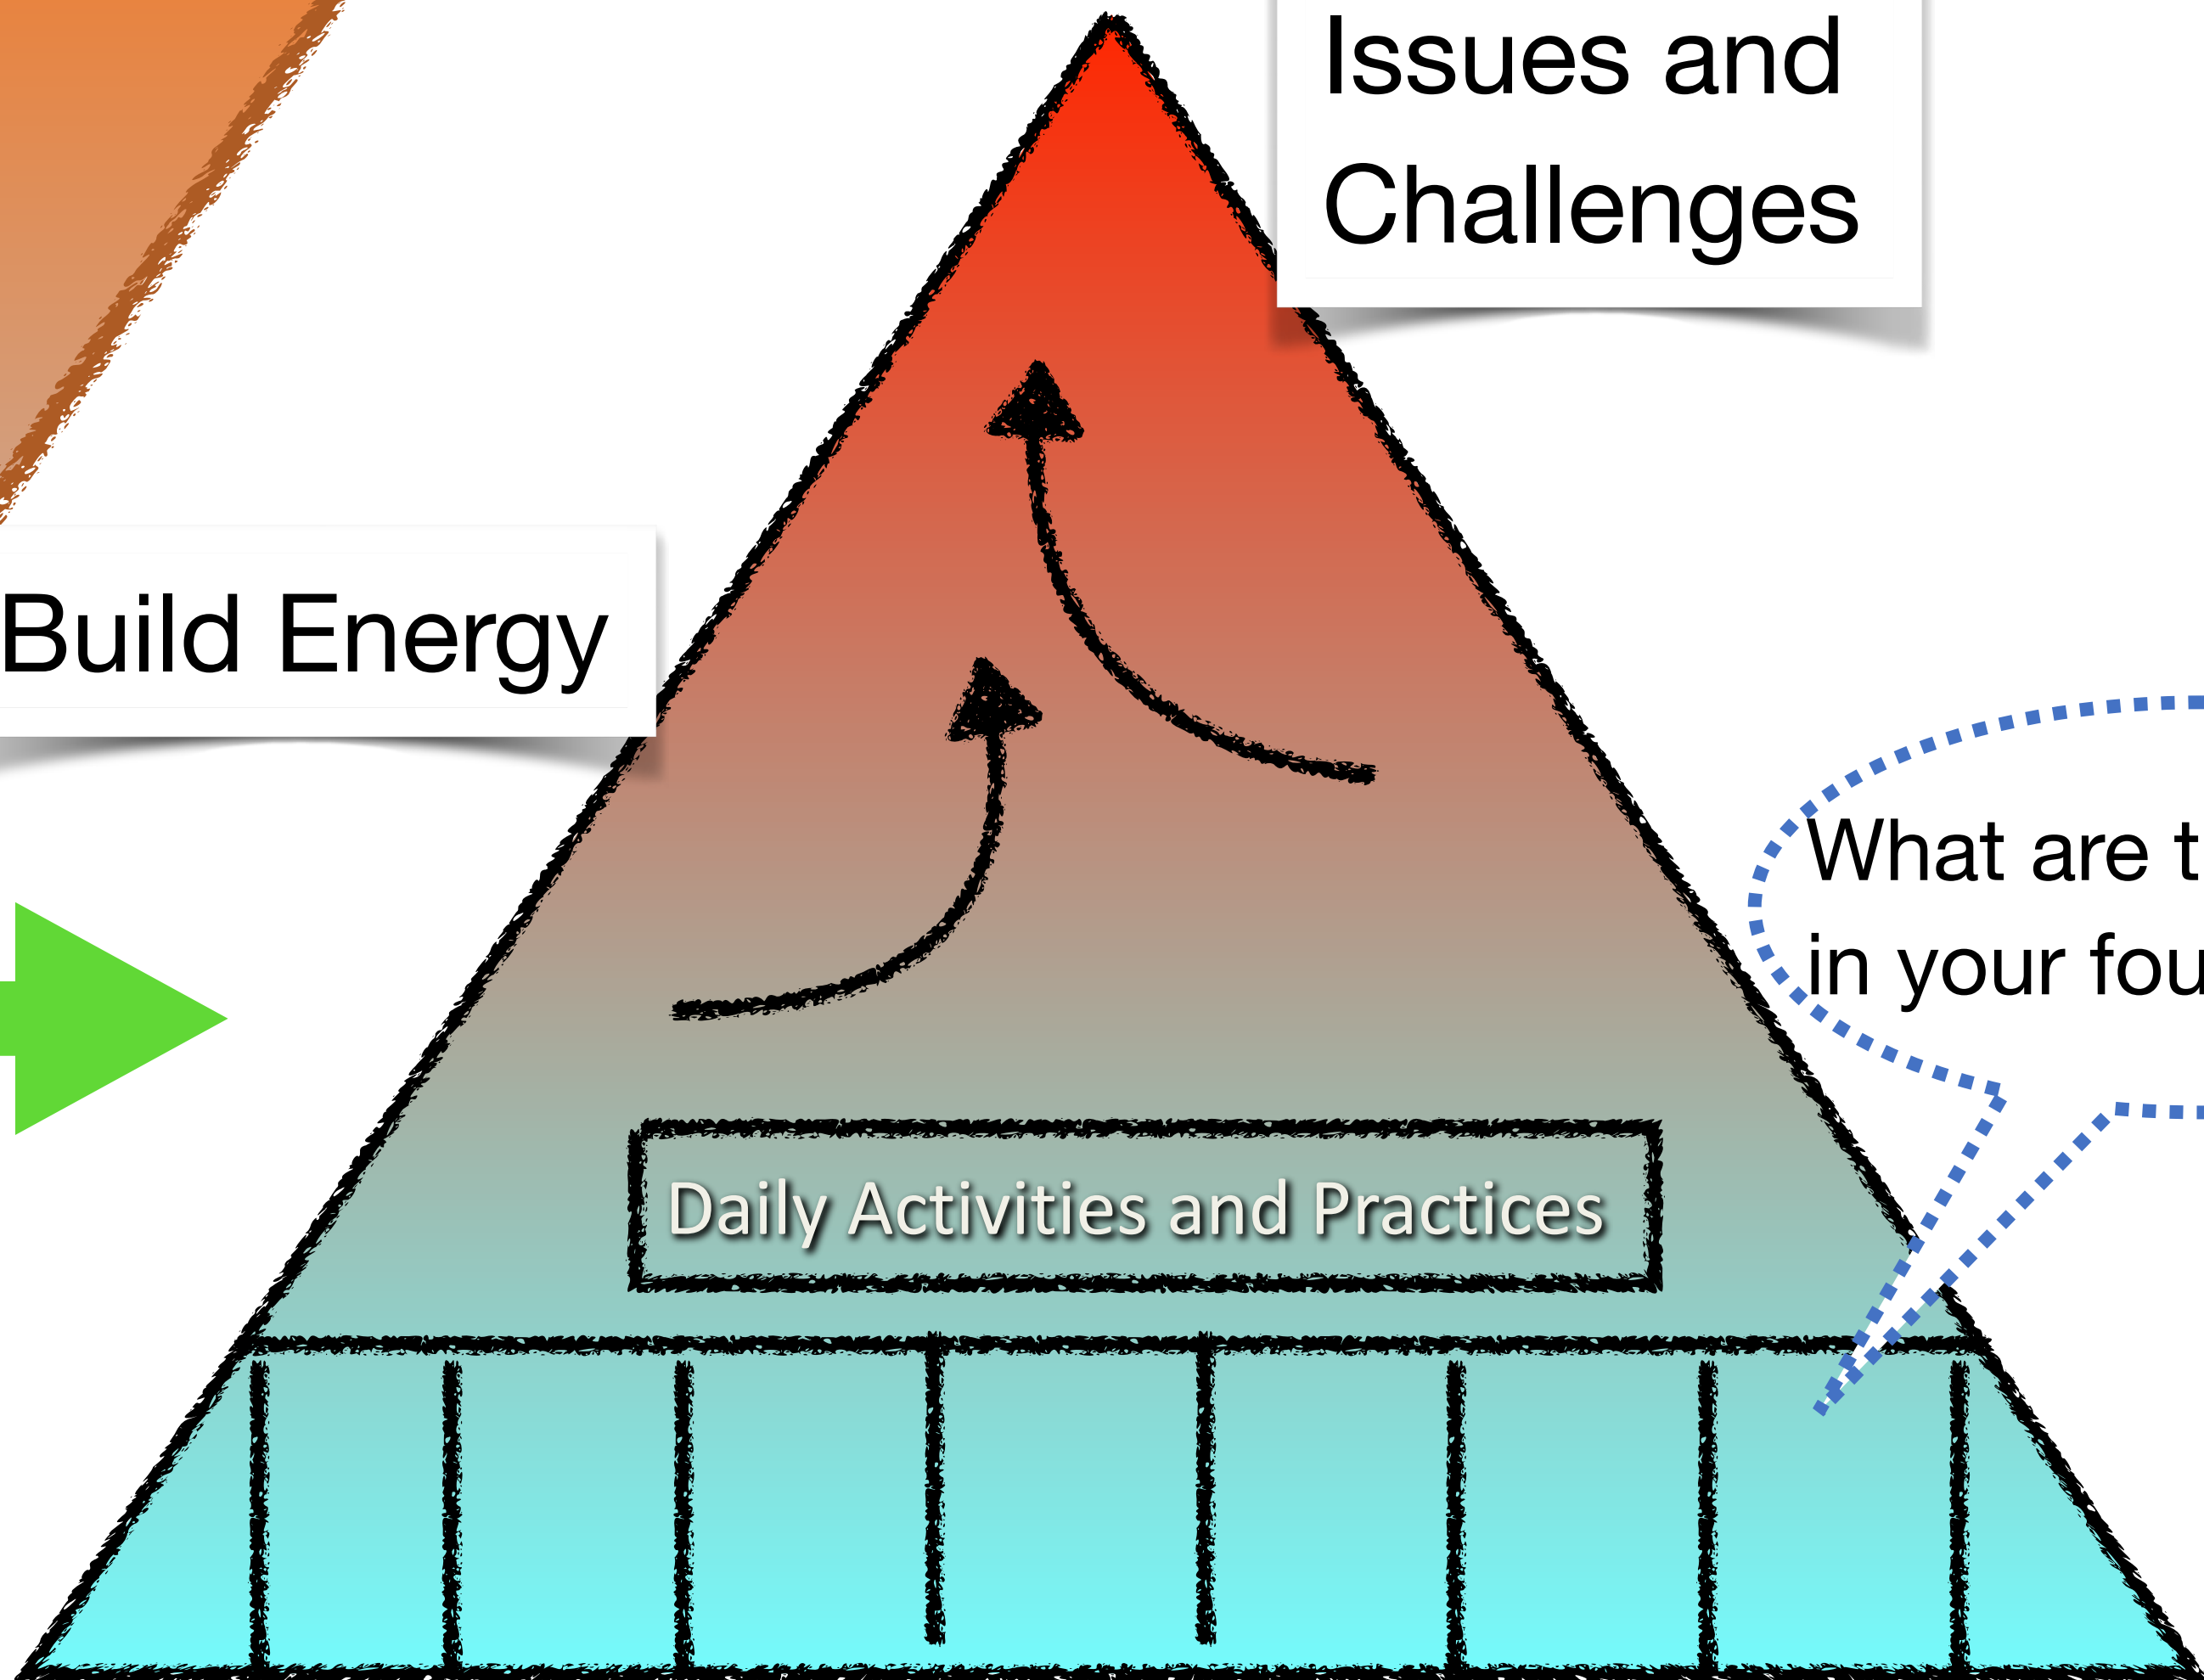 Issues and
Challenges
Build Energy
What are t
in your fou
Daily Activities and Practices